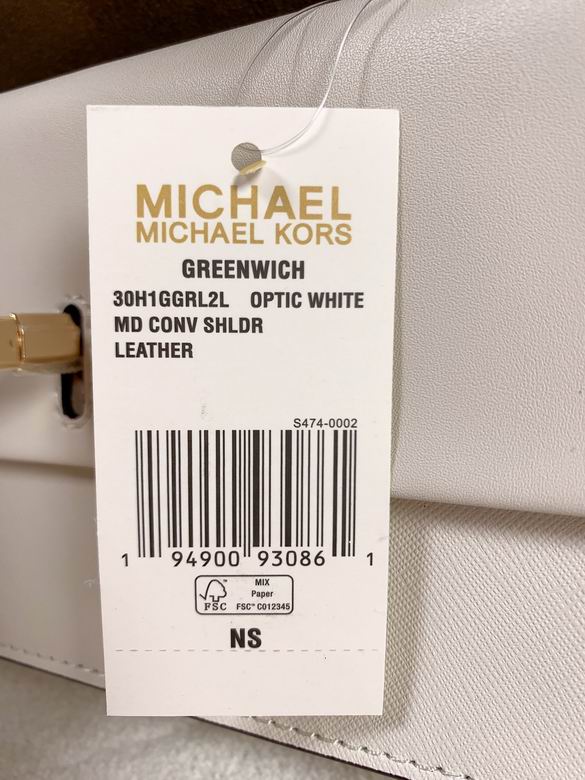 MICHAEL
MICHAEL KORS
GREENWICH
30H1GGRL2L OPTIC WHITE
MD CONV SHLDR
LEATHER
S474-0002
1 94900 93086 1
MIX
Paper
FSC™ C012345
FSC
NS